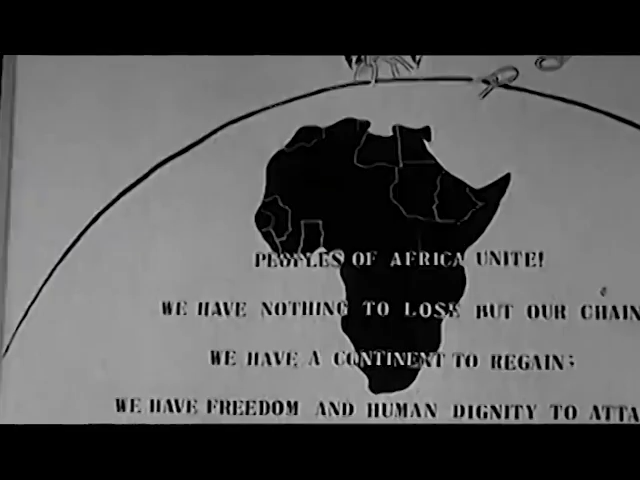 PEOPLES OF AFRICA UNITE!
WE HAVE NOTHING TO LOSE BUT OUR CHAIN
WE HAVE A CONTINENT TO REGAIN;
WE HAVE FREEDOM AND HUMAN DIGNITY TO ATTA